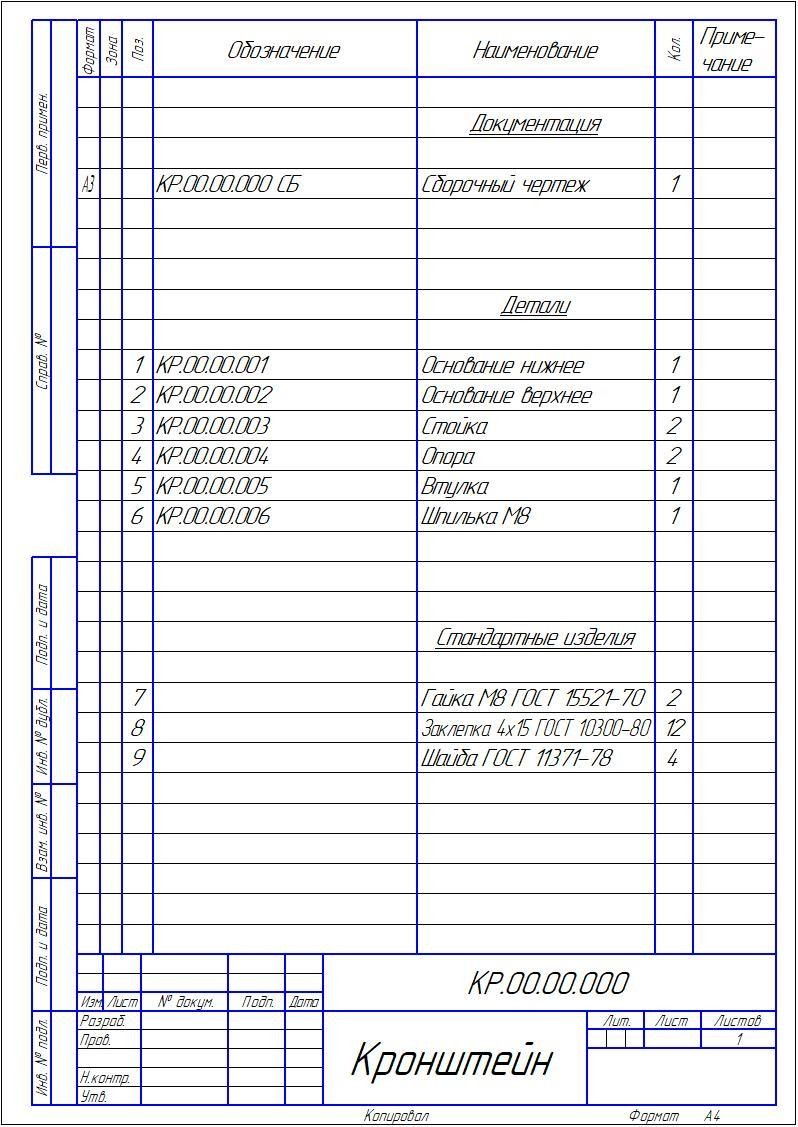 Формат
Зона
Поз.
Обозначение
Наименование
Кол.
Приме-
чание
Перв. примен.
Документация
А3 КР.00.00.000 СБ Сборочный чертеж 1
Детали
Справ. №
1 КР.00.00.001 Основание нижнее 1
2 КР.00.00.002 Основание верхнее 1
3 КР.00.00.003 Стойка 2
4 КР.00.00.004 Опора 2
5 КР.00.00.005 Втулка 1
6 КР.00.00.006 Шпилька М8 1
Подп. и дата
Стандартные изделия
7 Гайка М8 ГОСТ 15521-70 2
8 Заклепка 4х15 ГОСТ 10300-80 12
9 Шайба ГОСТ 11371-78 4
Инв. № дубл.
Взам. инв. №
Подп. и дата
Инв. № подл.
КР.00.00.000
Изм. Лист № докум. Подп. Дата
Разраб.
Пров.
Н.контр.
Утв.
Кронштейн
Лит. Лист Листов
1
Копировал Формат А4